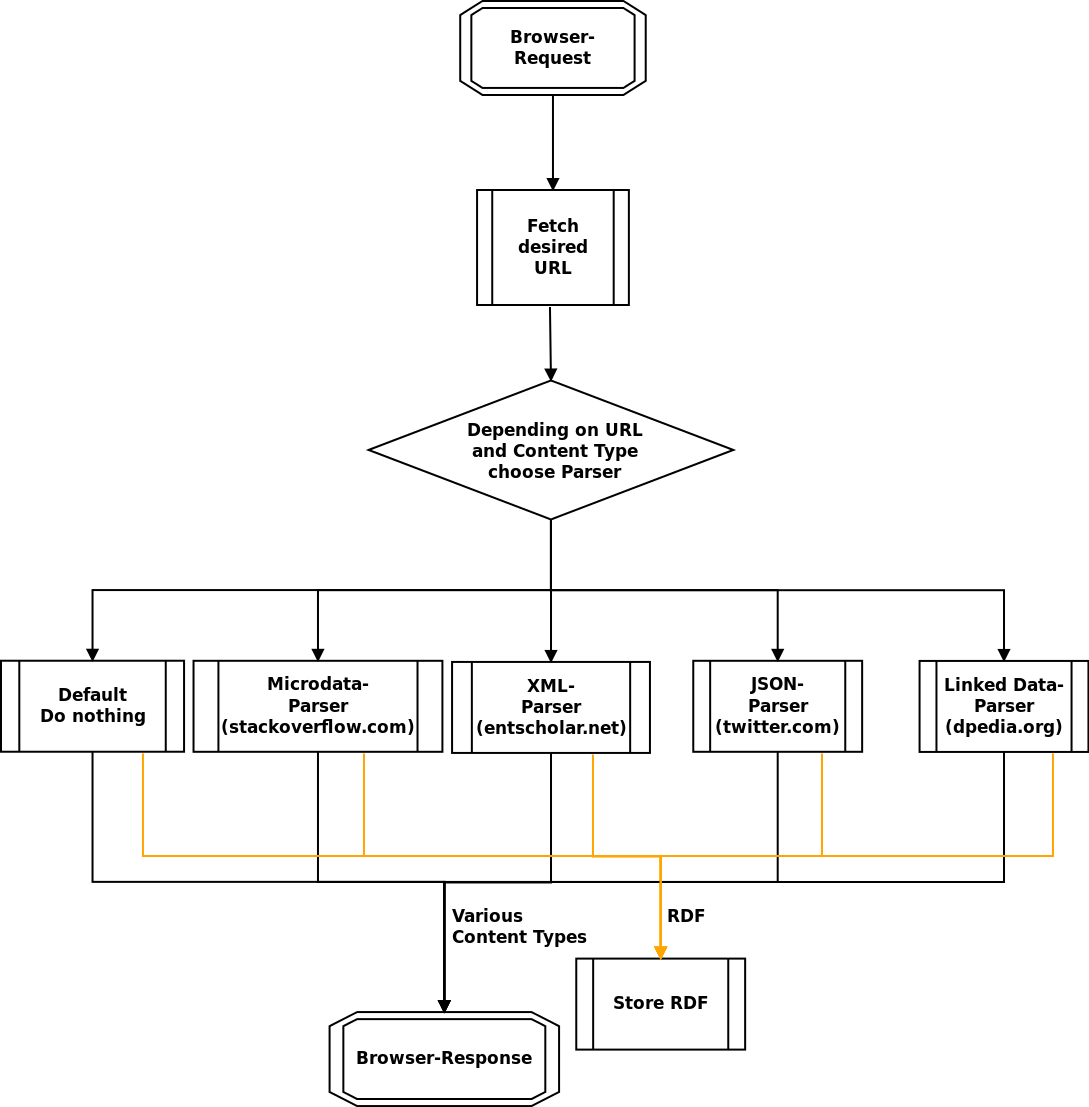 Browser-
Request
Fetch
desired
URL
Depending on URL
and Content Type
choose Parser
Default
Do nothing
Microdata-
Parser
(stackoverflow.com)
XML-
Parser
(entscholar.net)
JSON-
Parser
(twitter.com)
Linked Data-
Parser
(dpedia.org)
Various
Content Types
RDF
Store RDF
Browser-Response